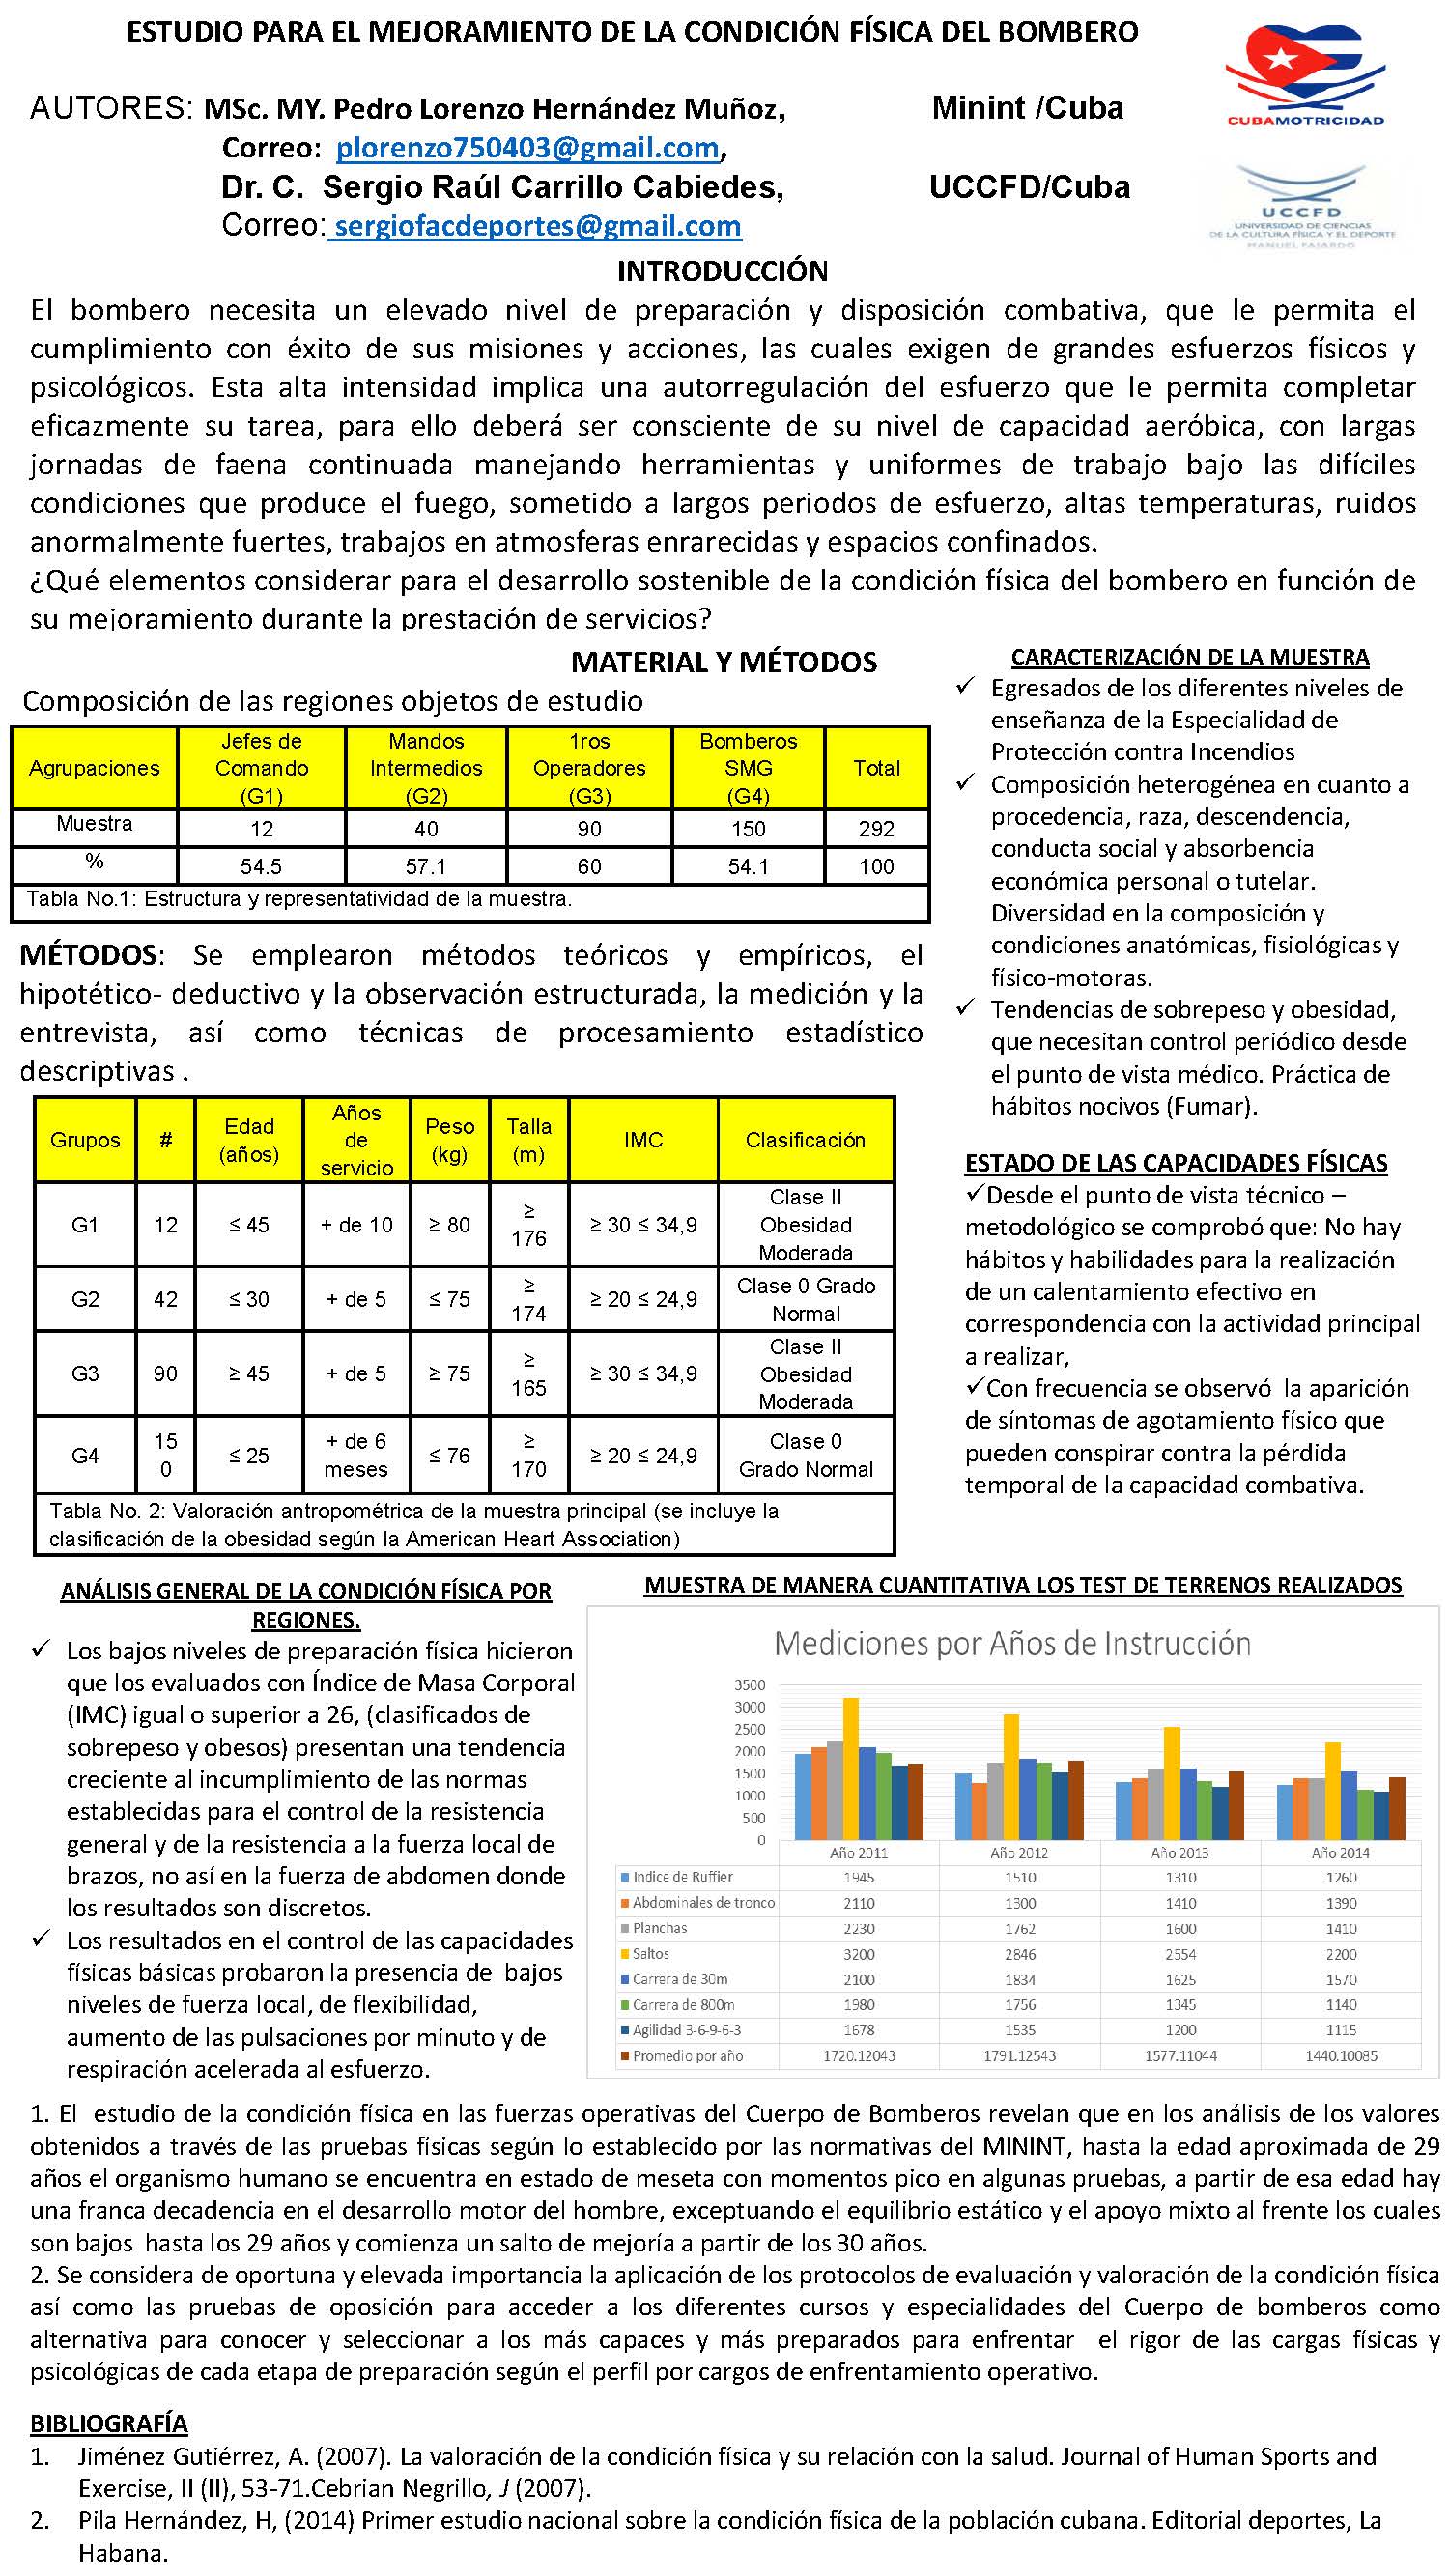 ESTUDIO PARA EL MEJORAMIENTO DE LA CONDICIÓN FÍSICA DEL BOMBERO
CUBAMOTRICIDAD
AUTORES: MSc. MY. Pedro Lorenzo Hernández Muñoz, Minint /Cuba
Correo: plorenzo750403@gmail.com,
Dr. C. Sergio Raúl Carrillo Cabiedes, UCCFD/Cuba
Correo: sergiofacdeportes@gmail.com
UCCFD
UNIVERSIDAD DE CIENCIAS
DE LA CULTURA FÍSICA Y EL DEPORTE
MANUEL FAJARDO
INTRODUCCIÓN
El bombero necesita un elevado nivel de preparación y disposición combativa, que le permita el
cumplimiento con éxito de sus misiones y acciones, las cuales exigen de grandes esfuerzos físicos y
psicológicos. Esta alta intensidad implica una autorregulación del esfuerzo que le permita completar
eficazmente su tarea, para ello deberá ser consciente de su nivel de capacidad aeróbica, con largas
jornadas de faena continuada manejando herramientas y uniformes de trabajo bajo las difíciles
condiciones que produce el fuego, sometido a largos periodos de esfuerzo, altas temperaturas, ruidos
anormalmente fuertes, trabajos en atmosferas enrarecidas y espacios confinados.
¿Qué elementos considerar para el desarrollo sostenible de la condición física del bombero en función de
su mejoramiento durante la prestación de servicios?
MATERIAL Y MÉTODOS
Composición de las regiones objetos de estudio
Agrupaciones | Jefes de Comando (G1) | Mandos Intermedios (G2) | 1ros Operadores (G3) | Bomberos SMG (G4) | Total
Muestra | 12 | 40 | 90 | 150 | 292
% | 54.5 | 57.1 | 60 | 54.1 | 100
Tabla No.1: Estructura y representatividad de la muestra.
MÉTODOS: Se emplearon métodos teóricos y empíricos, el
hipotético- deductivo y la observación estructurada, la medición y la
entrevista, así como técnicas de procesamiento estadístico
descriptivas .
Grupos | # | Edad (años) | Años de servicio | Peso (kg) | Talla (m) | IMC | Clasificación
G1 | 12 | ≤ 45 | + de 10 | ≥ 80 | ≥ 176 | ≥ 30 ≤ 34,9 | Clase II Obesidad Moderada
G2 | 42 | ≤ 30 | + de 5 | ≤ 75 | ≥ 174 | ≥ 20 ≤ 24,9 | Clase 0 Grado Normal
G3 | 90 | ≥ 45 | + de 5 | ≥ 75 | ≥ 165 | ≥ 30 ≤ 34,9 | Clase II Obesidad Moderada
G4 | 150 | ≤ 25 | + de 6 meses | ≤ 76 | ≥ 170 | ≥ 20 ≤ 24,9 | Clase 0 Grado Normal
Tabla No. 2: Valoración antropométrica de la muestra principal (se incluye la
clasificación de la obesidad según la American Heart Association)
CARACTERIZACIÓN DE LA MUESTRA
✓ Egresados de los diferentes niveles de
enseñanza de la Especialidad de
Protección contra Incendios
✓ Composición heterogénea en cuanto a
procedencia, raza, descendencia,
conducta social y absorbencia
económica personal o tutelar.
Diversidad en la composición y
condiciones anatómicas, fisiológicas y
físico-motoras.
✓ Tendencias de sobrepeso y obesidad,
que necesitan control periódico desde
el punto de vista médico. Práctica de
hábitos nocivos (Fumar).
ESTADO DE LAS CAPACIDADES FÍSICAS
✓Desde el punto de vista técnico –
metodológico se comprobó que: No hay
hábitos y habilidades para la realización
de un calentamiento efectivo en
correspondencia con la actividad principal
a realizar,
✓Con frecuencia se observó la aparición
de síntomas de agotamiento físico que
pueden conspirar contra la pérdida
temporal de la capacidad combativa.
ANÁLISIS GENERAL DE LA CONDICIÓN FÍSICA POR
REGIONES.
✓ Los bajos niveles de preparación física hicieron
que los evaluados con Índice de Masa Corporal
(IMC) igual o superior a 26, (clasificados de
sobrepeso y obesos) presentan una tendencia
creciente al incumplimiento de las normas
establecidas para el control de la resistencia
general y de la resistencia a la fuerza local de
brazos, no así en la fuerza de abdomen donde
los resultados son discretos.
✓ Los resultados en el control de las capacidades
físicas básicas probaron la presencia de bajos
niveles de fuerza local, de flexibilidad,
aumento de las pulsaciones por minuto y de
respiración acelerada al esfuerzo.
MUESTRA DE MANERA CUANTITATIVA LOS TEST DE TERRENOS REALIZADOS
Mediciones por Años de Instrucción
3500
3000
2500
2000
1500
1000
500
0
Año 2011 | Año 2012 | Año 2013 | Año 2014
Indice de Ruffier | 1945 | 1510 | 1310 | 1260
Abdominales de tronco | 2110 | 1300 | 1410 | 1390
Planchas | 2230 | 1762 | 1600 | 1410
Saltos | 3200 | 2846 | 2554 | 2200
Carrera de 30m | 2100 | 1834 | 1625 | 1570
Carrera de 800m | 1980 | 1756 | 1345 | 1140
Agilidad 3-6-9-6-3 | 1678 | 1535 | 1200 | 1115
Promedio por año | 1720.12043 | 1791.12543 | 1577.11044 | 1440.10085
1. El estudio de la condición física en las fuerzas operativas del Cuerpo de Bomberos revelan que en los análisis de los valores
obtenidos a través de las pruebas físicas según lo establecido por las normativas del MININT, hasta la edad aproximada de 29
años el organismo humano se encuentra en estado de meseta con momentos pico en algunas pruebas, a partir de esa edad hay
una franca decadencia en el desarrollo motor del hombre, exceptuando el equilibrio estático y el apoyo mixto al frente los cuales
son bajos hasta los 29 años y comienza un salto de mejoría a partir de los 30 años.
2. Se considera de oportuna y elevada importancia la aplicación de los protocolos de evaluación y valoración de la condición física
así como las pruebas de oposición para acceder a los diferentes cursos y especialidades del Cuerpo de bomberos como
alternativa para conocer y seleccionar a los más capaces y más preparados para enfrentar el rigor de las cargas físicas y
psicológicas de cada etapa de preparación según el perfil por cargos de enfrentamiento operativo.
BIBLIOGRAFÍA
1. Jiménez Gutiérrez, A. (2007). La valoración de la condición física y su relación con la salud. Journal of Human Sports and
Exercise, II (II), 53-71.Cebrian Negrillo, J (2007).
2. Pila Hernández, H, (2014) Primer estudio nacional sobre la condición física de la población cubana. Editorial deportes, La
Habana.